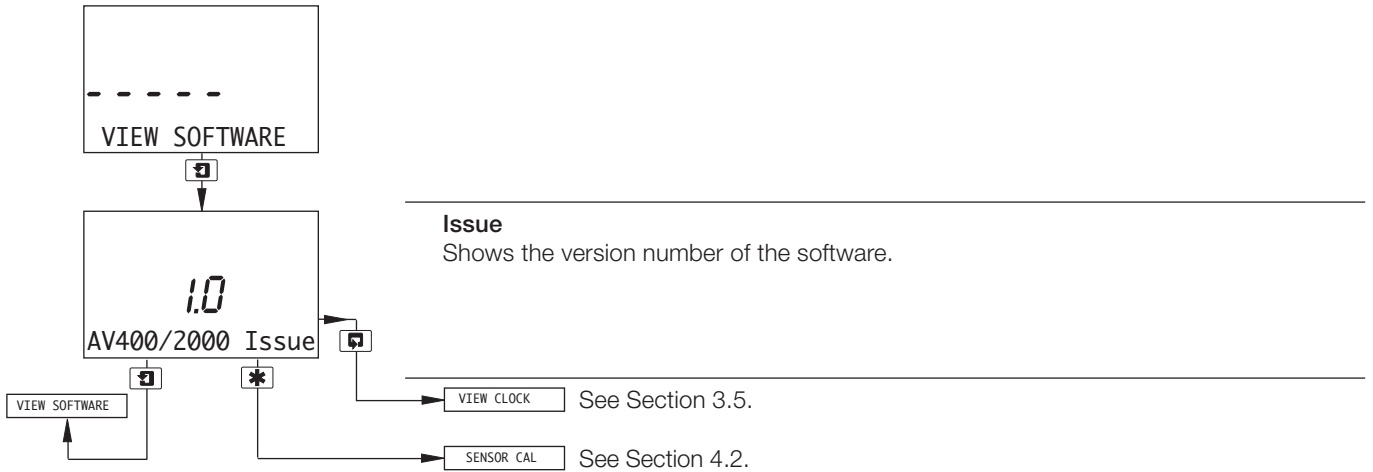 - - - - -
VIEW SOFTWARE
1.0
AV400/2000 Issue
Issue
Shows the version number of the software.
VIEW SOFTWARE
VIEW CLOCK See Section 3.5.
SENSOR CAL See Section 4.2.